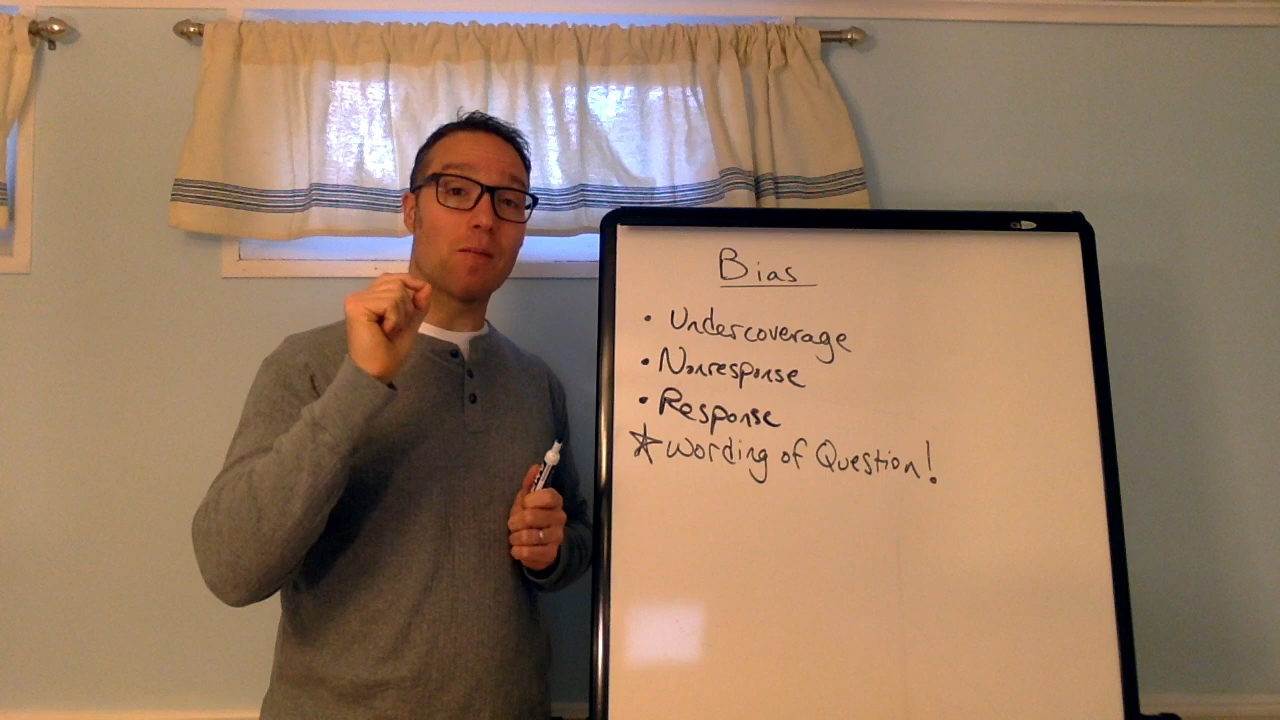 Bias
• Undercoverage
• Nonresponse
• Response
☆ Wording of Question!